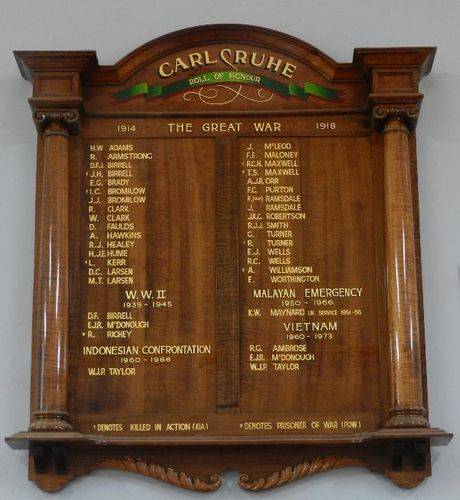 CARLSRUHE
ROLL OF HONOUR
1914 THE GREAT WAR 1918
H.W ADAMS
R. ARMSTRONG
D.F.J. BIRRELL
† J.H. BIRRELL
E.G. BRADY
† I.C. BROMILOW
J.J. BROMILOW
R. CLARK
W. CLARK
D. FAULDS
A. HAWKINS
R.J. HEALEY
H.J.E. HUME
† L. KERR
D.C. LARSEN
M.T. LARSEN
W.W.II
1939 - 1945
D.F. BIRRELL
E.J.R. McDONOUGH
* R. RICHEY
INDONESIAN CONFRONTATION
1960 - 1966
W.J.P. TAYLOR
J. McLEOD
F.E. MALONEY
R.C.H. MAXWELL
† T.S. MAXWELL
A.J.R. ORR
F.C. PURTON
F. RAMSDALE
J. RAMSDALE
J.K.C. ROBERTSON
R.J.J. SMITH
G. TURNER
† R. TURNER
E.J. WELLS
R.C. WELLS
† A. WILLIAMSON
E. WORTHINGTON
MALAYAN EMERGENCY
1950 - 1966
K.W. MAYNARD U.K. SERVICE 1951-56
VIETNAM
1960 - 1973
R.G. AMBROSE
E.J.R. McDONOUGH
W.J.P. TAYLOR
† DENOTES KILLED IN ACTION (KIA)
* DENOTES PRISONER OF WAR (POW)